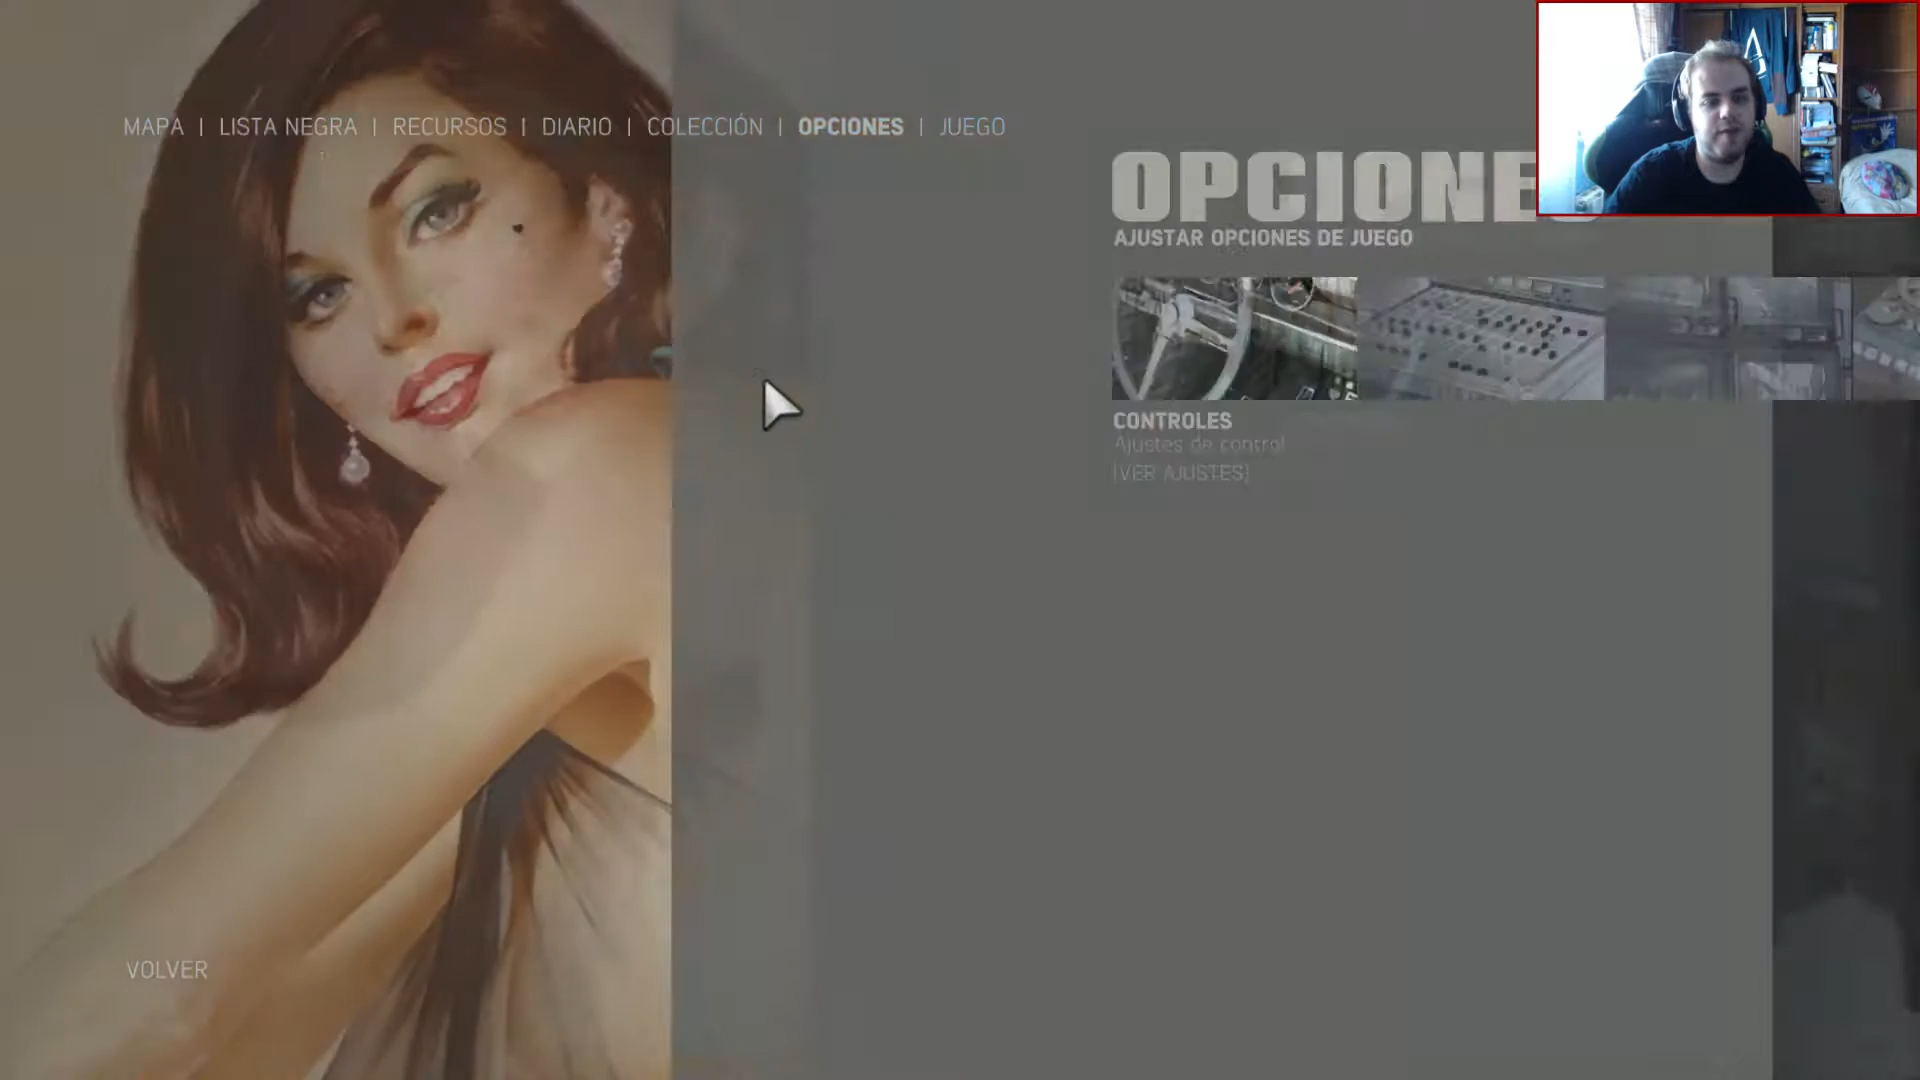 MAPA | LISTA NEGRA | RECURSOS | DIARIO | COLECCIÓN | OPCIONES | JUEGO
OPCIONES
AJUSTAR OPCIONES DE JUEGO
CONTROLES
Ajustes de control
[VER AJUSTES]
VOLVER